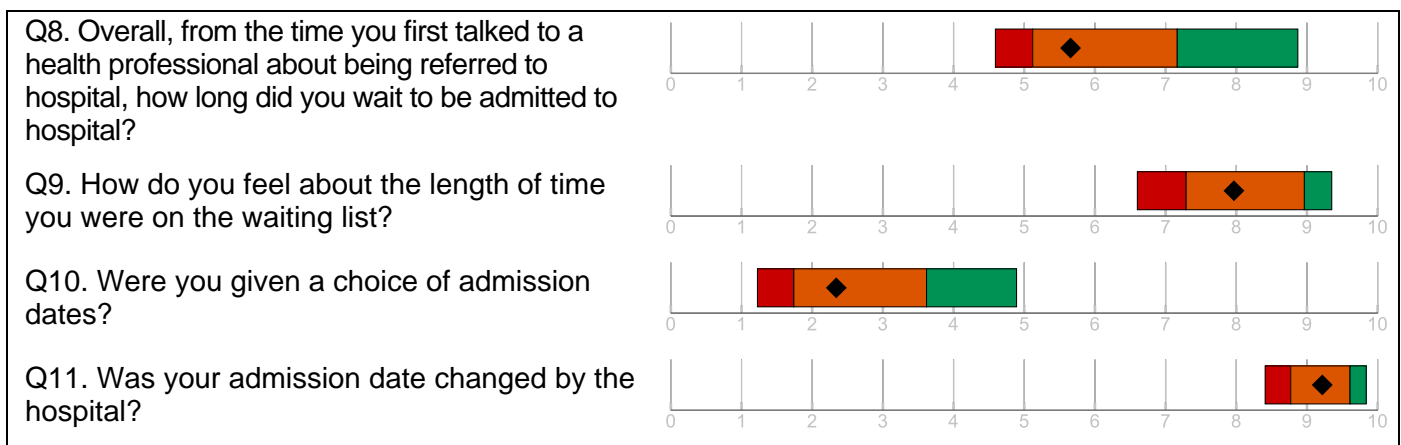 Q8. Overall, from the time you first talked to a
health professional about being referred to
hospital, how long did you wait to be admitted to
hospital?
0 1 2 3 4 5 6 7 8 9 10
Q9. How do you feel about the length of time
you were on the waiting list?
0 1 2 3 4 5 6 7 8 9 10
Q10. Were you given a choice of admission
dates?
0 1 2 3 4 5 6 7 8 9 10
Q11. Was your admission date changed by the
hospital?
0 1 2 3 4 5 6 7 8 9 10